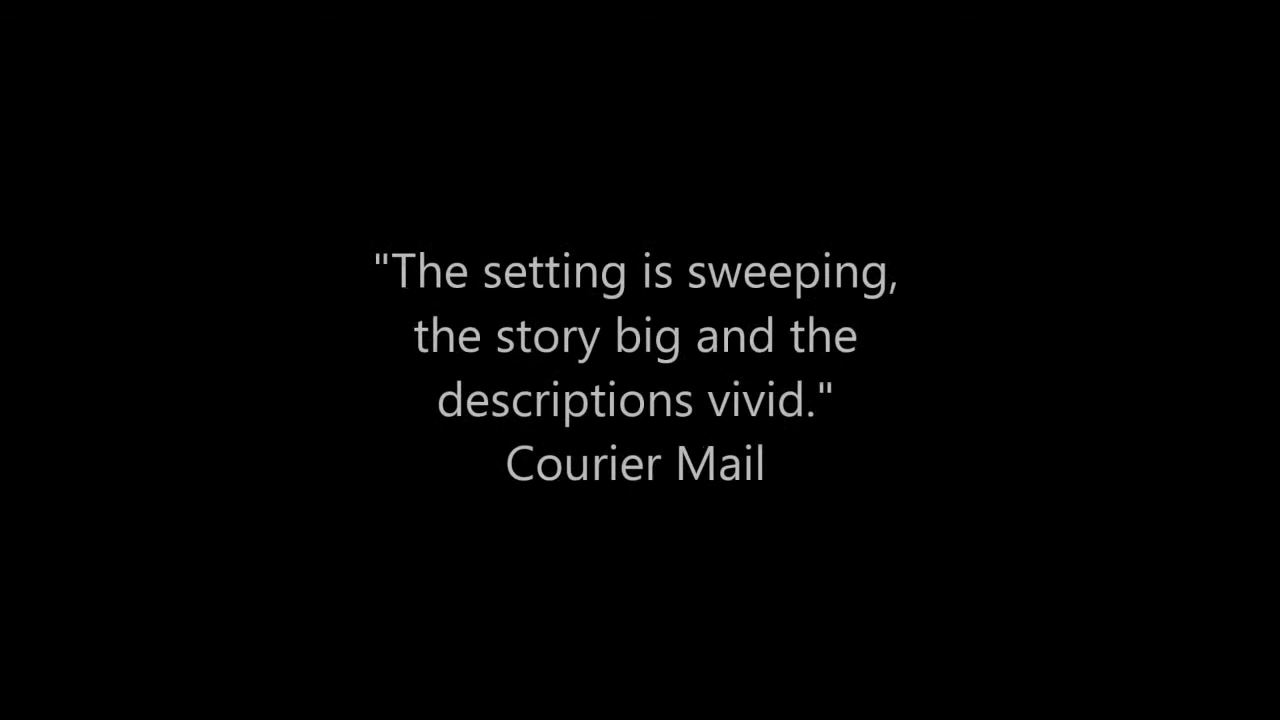 "The setting is sweeping,
the story big and the
descriptions vivid."
Courier Mail